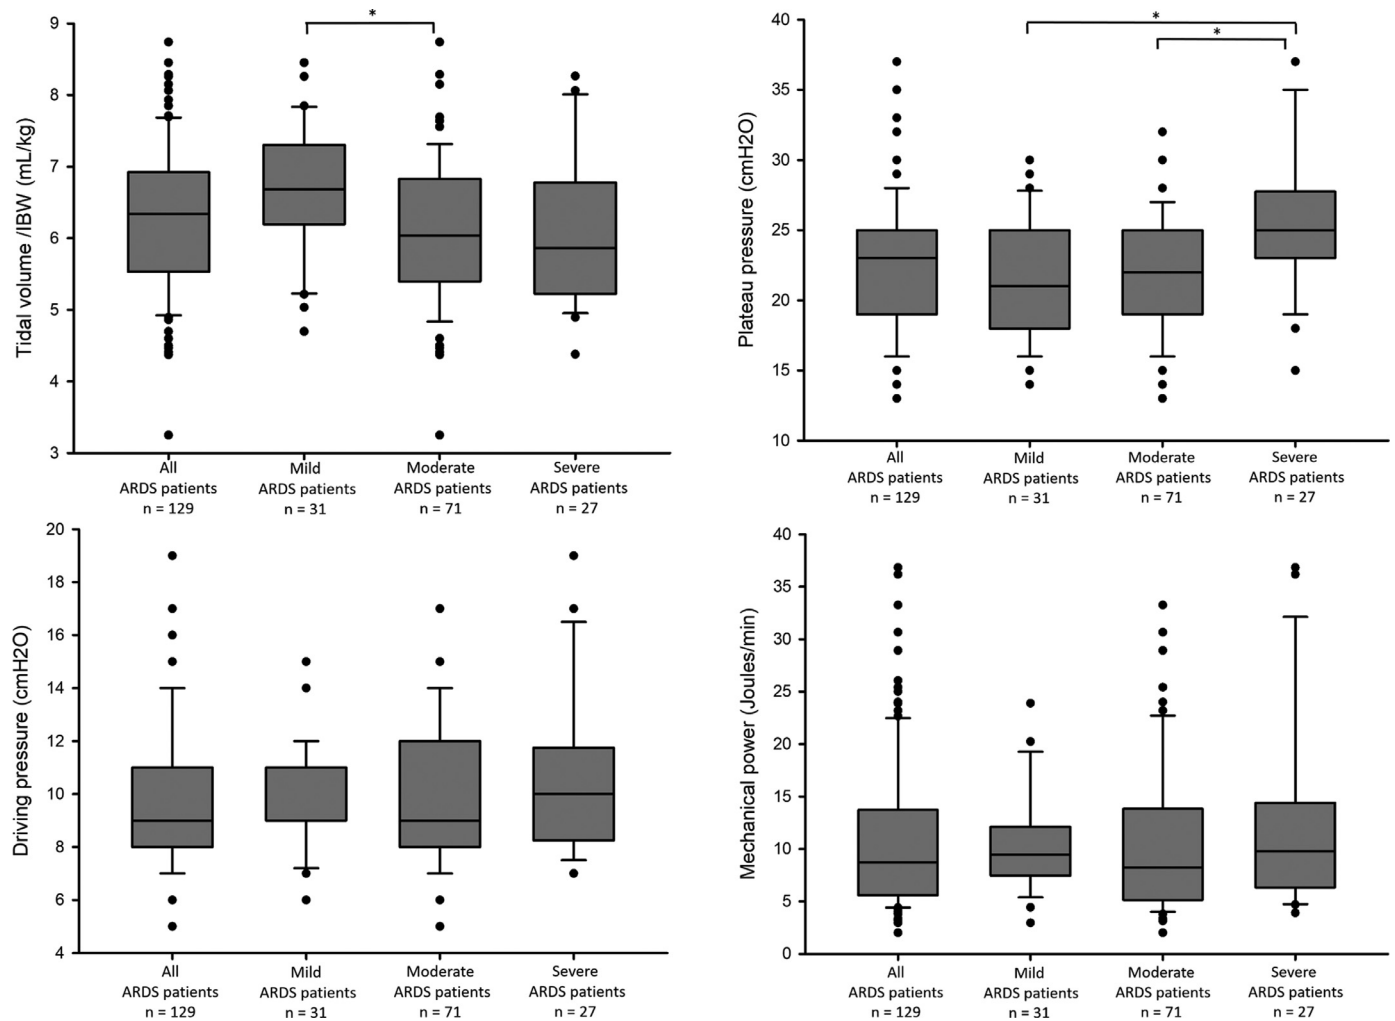 Tidal volume /IBW (mL/kg)
9
8
7
6
5
4
3
*
All
ARDS patients
n = 129
Mild
ARDS patients
n = 31
Moderate
ARDS patients
n = 71
Severe
ARDS patients
n = 27
Plateau pressure (cmH2O)
40
35
30
25
20
15
10
*
*
All
ARDS patients
n = 129
Mild
ARDS patients
n = 31
Moderate
ARDS patients
n = 71
Severe
ARDS patients
n = 27
Driving pressure (cmH2O)
20
18
16
14
12
10
8
6
4
All
ARDS patients
n = 129
Mild
ARDS patients
n = 31
Moderate
ARDS patients
n = 71
Severe
ARDS patients
n = 27
Mechanical power (Joules/min)
40
35
30
25
20
15
10
5
0
All
ARDS patients
n = 129
Mild
ARDS patients
n = 31
Moderate
ARDS patients
n = 71
Severe
ARDS patients
n = 27